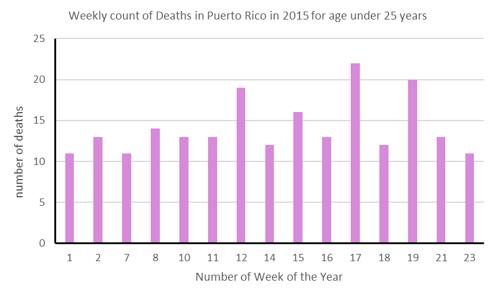 Weekly count of Deaths in Puerto Rico in 2015 for age under 25 years
25
20
15
10
5
0
number of deaths
1 2 7 8 10 11 12 14 15 16 17 18 19 21 23
Number of Week of the Year